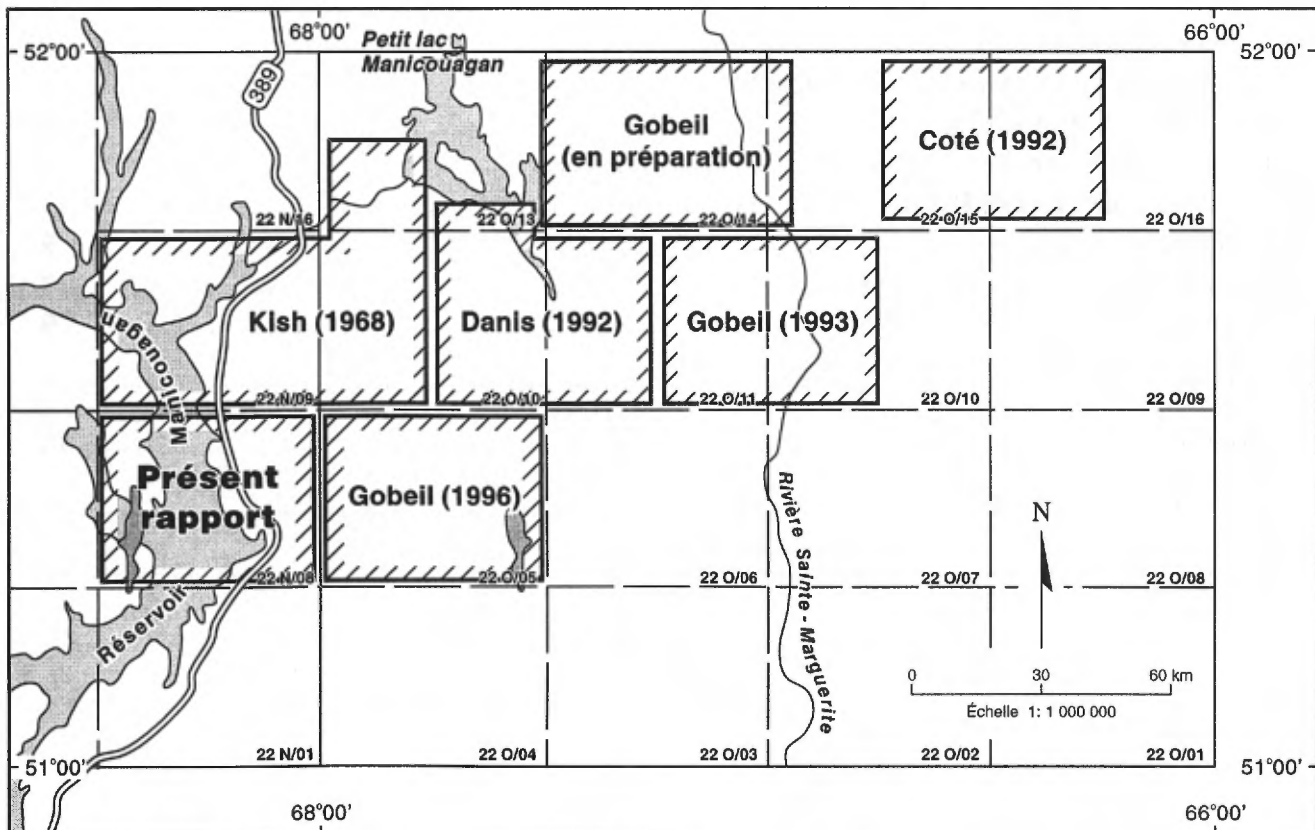 68°00'
66°00'
52°00'
52°00'
389
Petit lac
Manicouagan
Gobeil
(en préparation)
Coté (1992)
22 N/16
22 O/13
22 O/14
22 O/15
22 O/16
Manicouagan
Kish (1968)
Danis (1992)
Gobeil (1993)
22 N/09
22 O/10
22 O/11
22 O/10
22 O/09
Présent
rapport
Gobeil (1996)
Rivière Sainte-Marguerite
N
22 N/08
22 O/05
22 O/06
22 O/07
22 O/08
Réservoir
0 30 60 km
Échelle 1: 1 000 000
22 N/01
22 O/04
22 O/03
22 O/02
22 O/01
51°00'
51°00'
68°00'
66°00'